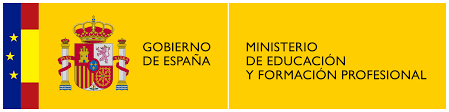 GOBIERNO
DE ESPAÑA
MINISTERIO
DE EDUCACIÓN
Y FORMACIÓN PROFESIONAL